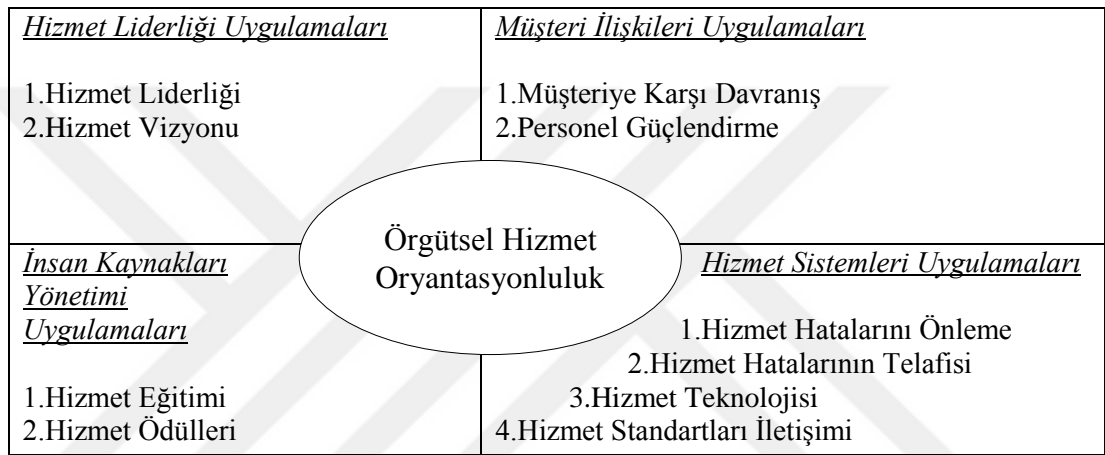 Hizmet Liderliği Uygulamaları
1.Hizmet Liderliği
2.Hizmet Vizyonu
Müşteri İlişkileri Uygulamaları
1.Müşteriye Karşı Davranış
2.Personel Güçlendirme
Örgütsel Hizmet
Oryantasyonluluk
İnsan Kaynakları
Yönetimi
Uygulamaları
1.Hizmet Eğitimi
2.Hizmet Ödülleri
Hizmet Sistemleri Uygulamaları
1.Hizmet Hatalarını Önleme
2.Hizmet Hatalarının Telafisi
3.Hizmet Teknolojisi
4.Hizmet Standartları İletişimi